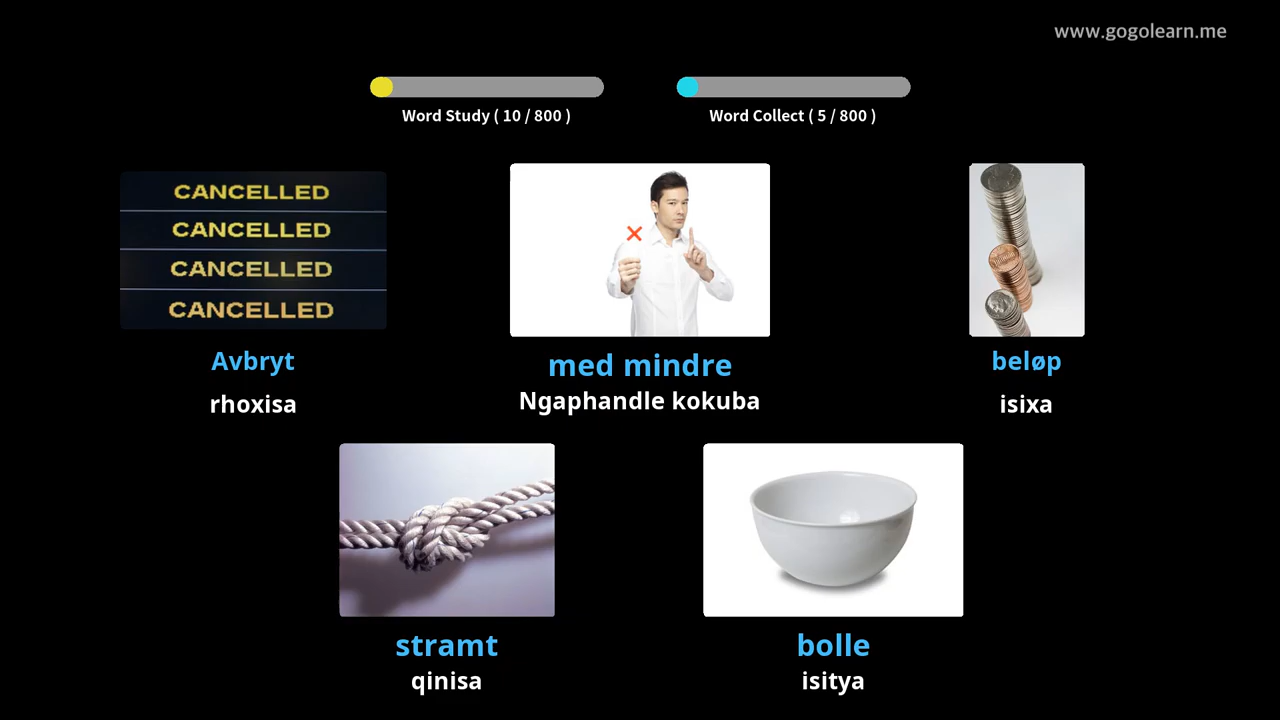 www.gogolearn.me
Word Study ( 10 / 800 )
Word Collect ( 5 / 800 )
CANCELLED
CANCELLED
CANCELLED
CANCELLED
Avbryt
rhoxisa
med mindre
Ngaphandle kokuba
beløp
isixa
stramt
qinisa
bolle
isitya